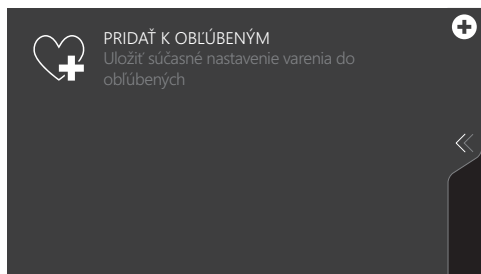 PRIDAŤ K OBĽÚBENÝM
Uložiť súčasné nastavenie varenia do
obľúbených